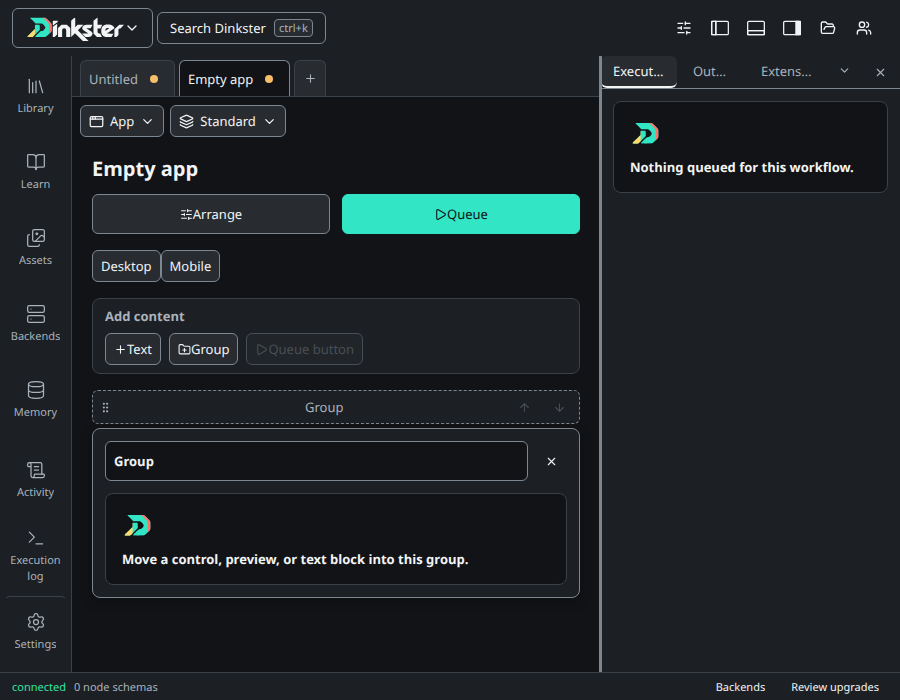 Dinkster
Search Dinkster ctrl+k
Untitled
Empty app
+
Execut...
Out...
Extens...
Library
Learn
Assets
Backends
Memory
Activity
Execution
log
Settings
App
Standard
Empty app
Arrange
Queue
Desktop
Mobile
Add content
+Text
Group
Queue button
Group
Group
Move a control, preview, or text block into this group.
Nothing queued for this workflow.
connected 0 node schemas
Backends
Review upgrades